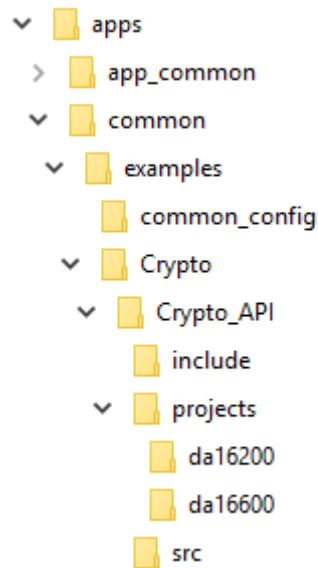 apps
app_common
common
examples
common_config
Crypto
Crypto_API
include
projects
da16200
da16600
src